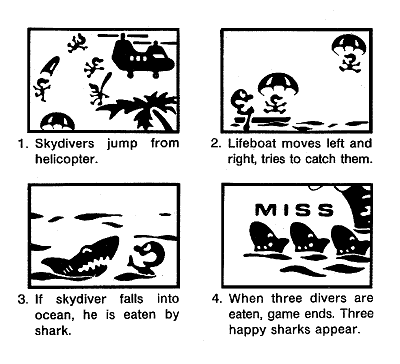 1. Skydivers jump from
helicopter.
2. Lifeboat moves left and
right, tries to catch them.
MISS
3. If skydiver falls into
ocean, he is eaten by
shark.
4. When three divers are
eaten, game ends. Three
happy sharks appear.